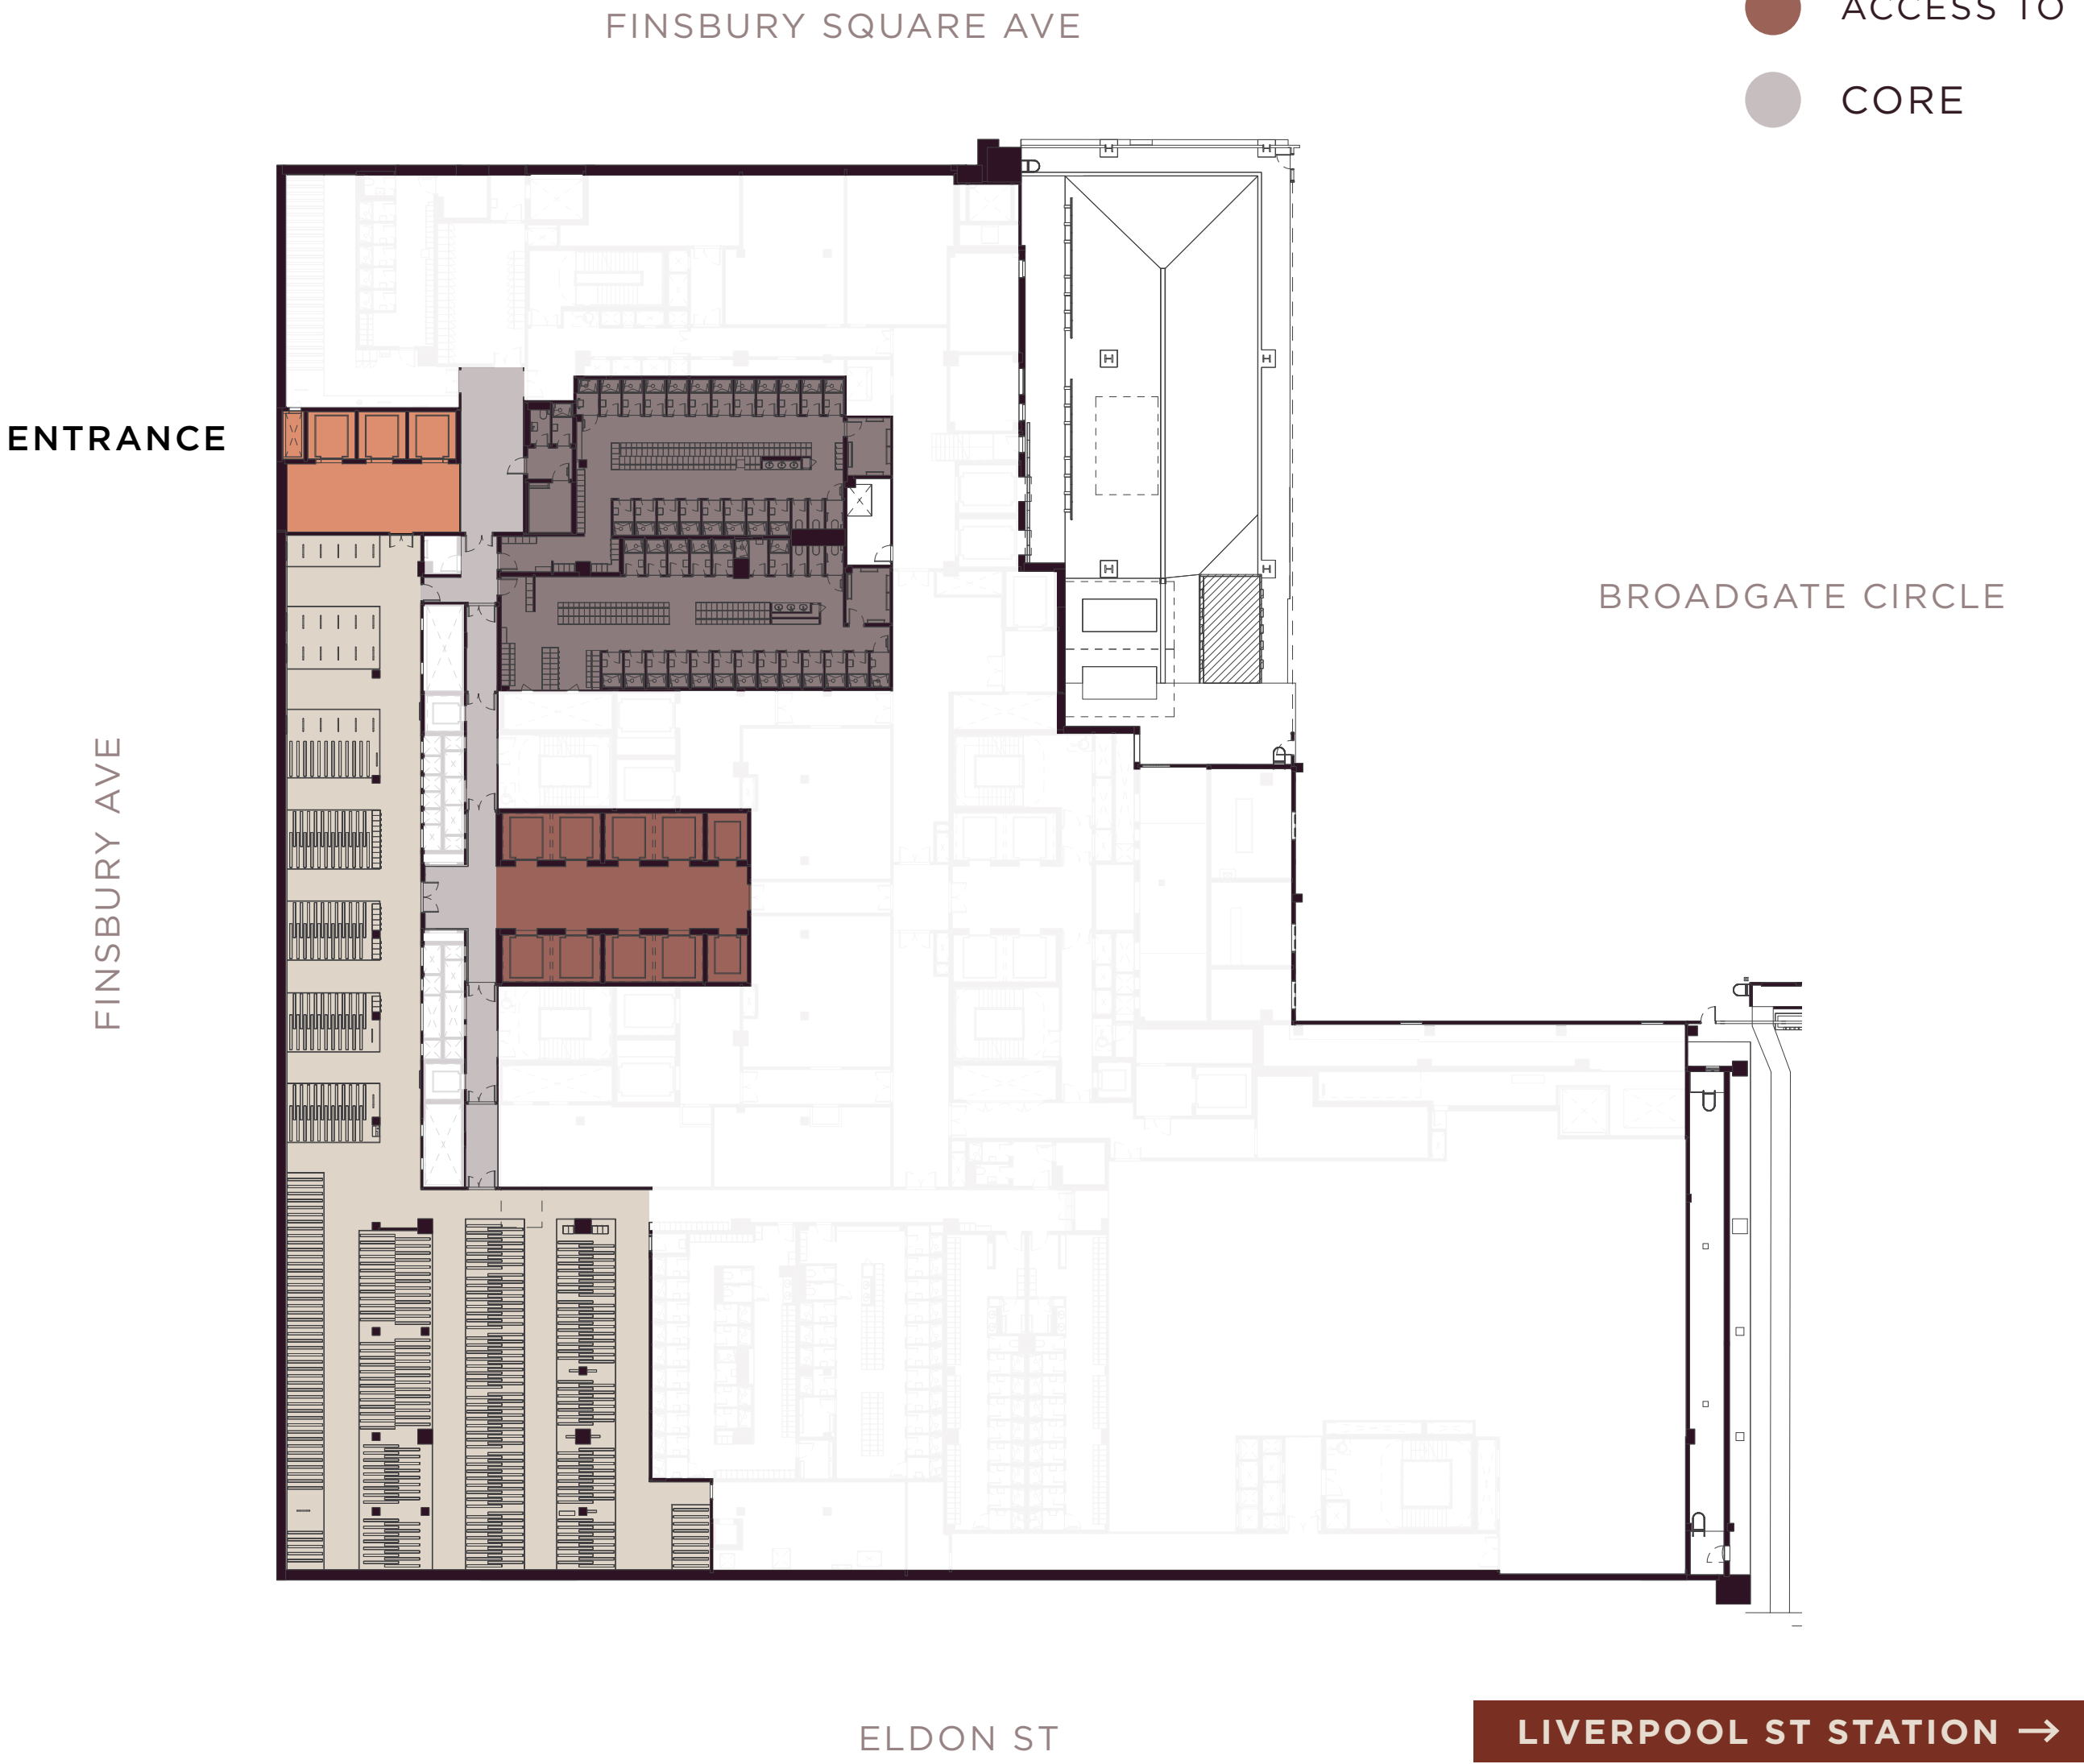 FINSBURY SQUARE AVE
ACCESS TO
CORE
ENTRANCE
BROADGATE CIRCLE
FINSBURY AVE
ELDON ST
LIVERPOOL ST STATION →